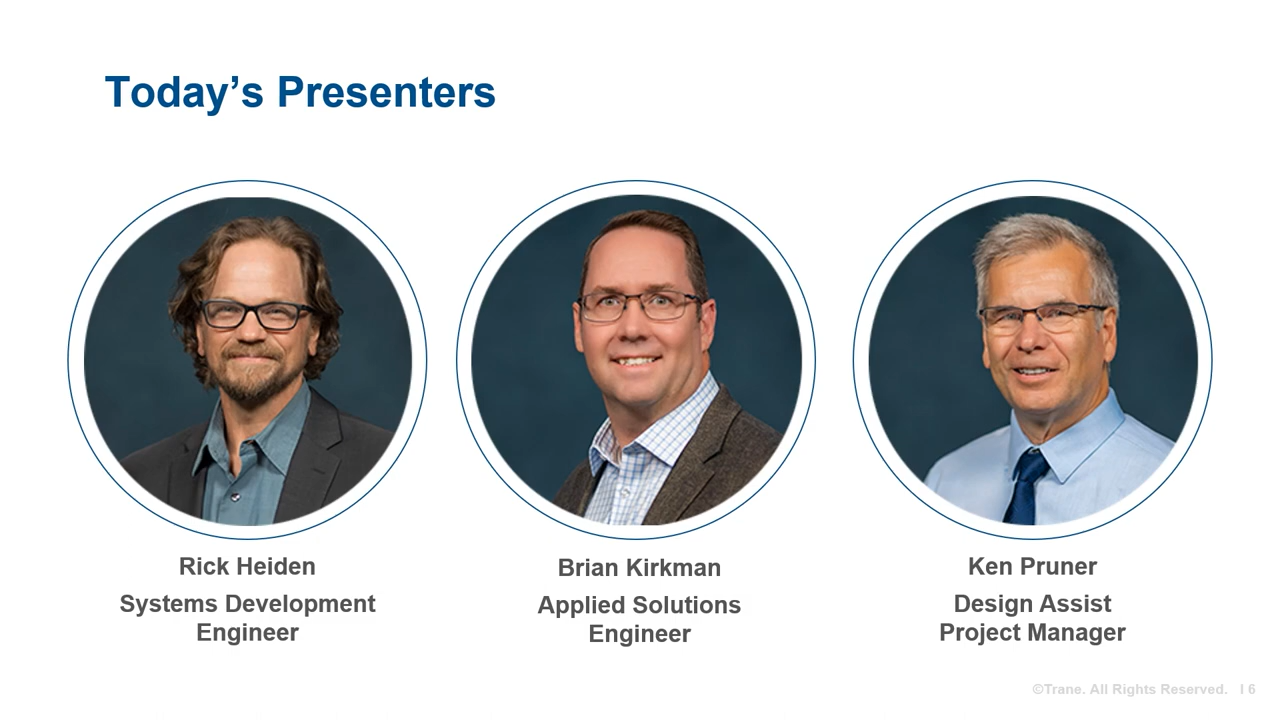 Today’s Presenters
Rick Heiden
Systems Development
Engineer
Brian Kirkman
Applied Solutions
Engineer
Ken Pruner
Design Assist
Project Manager
©Trane. All Rights Reserved. I 6